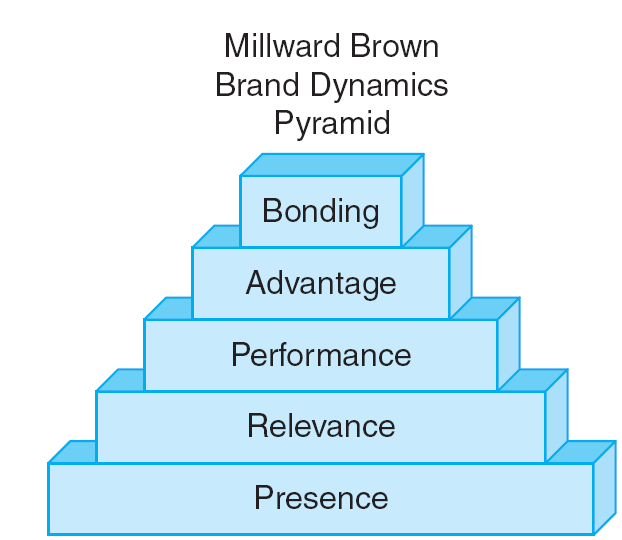 Millward Brown
Brand Dynamics
Pyramid
Bonding
Advantage
Performance
Relevance
Presence